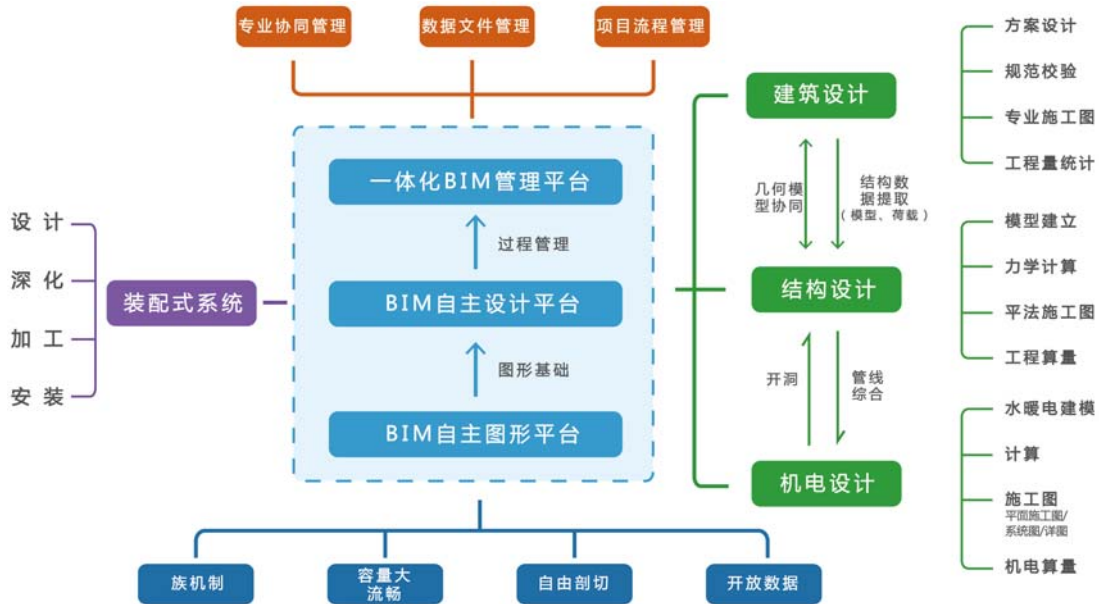 专业协同管理
数据文件管理
项目流程管理
一体化BIM管理平台
过程管理
BIM自主设计平台
图形基础
BIM自主图形平台
设计
深化
加工
安装
装配式系统
族机制
容量大
流畅
自由剖切
开放数据
建筑设计
几何模
型协同
结构数
据提取
(模型、荷载)
结构设计
开洞
管线
综合
机电设计
方案设计
规范校验
专业施工图
工程量统计
模型建立
力学计算
平法施工图
工程算量
水暖电建模
计算
施工图
平面施工图/
系统图/详图
机电算量